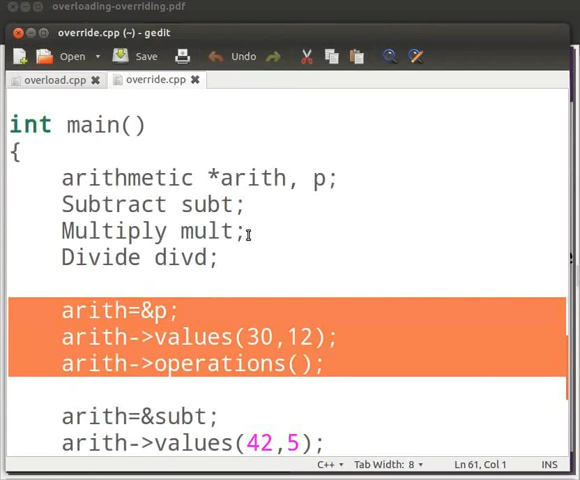 overloading-overriding.pdf
override.cpp (~) - gedit
Open Save Undo
overload.cpp override.cpp
int main()
{
arithmetic *arith, p;
Subtract subt;
Multiply mult;
Divide divd;
arith=&p;
arith->values(30,12);
arith->operations();
arith=&subt;
arith->values(42,5);
C++ Tab Width: 8 Ln 61, Col 1 INS